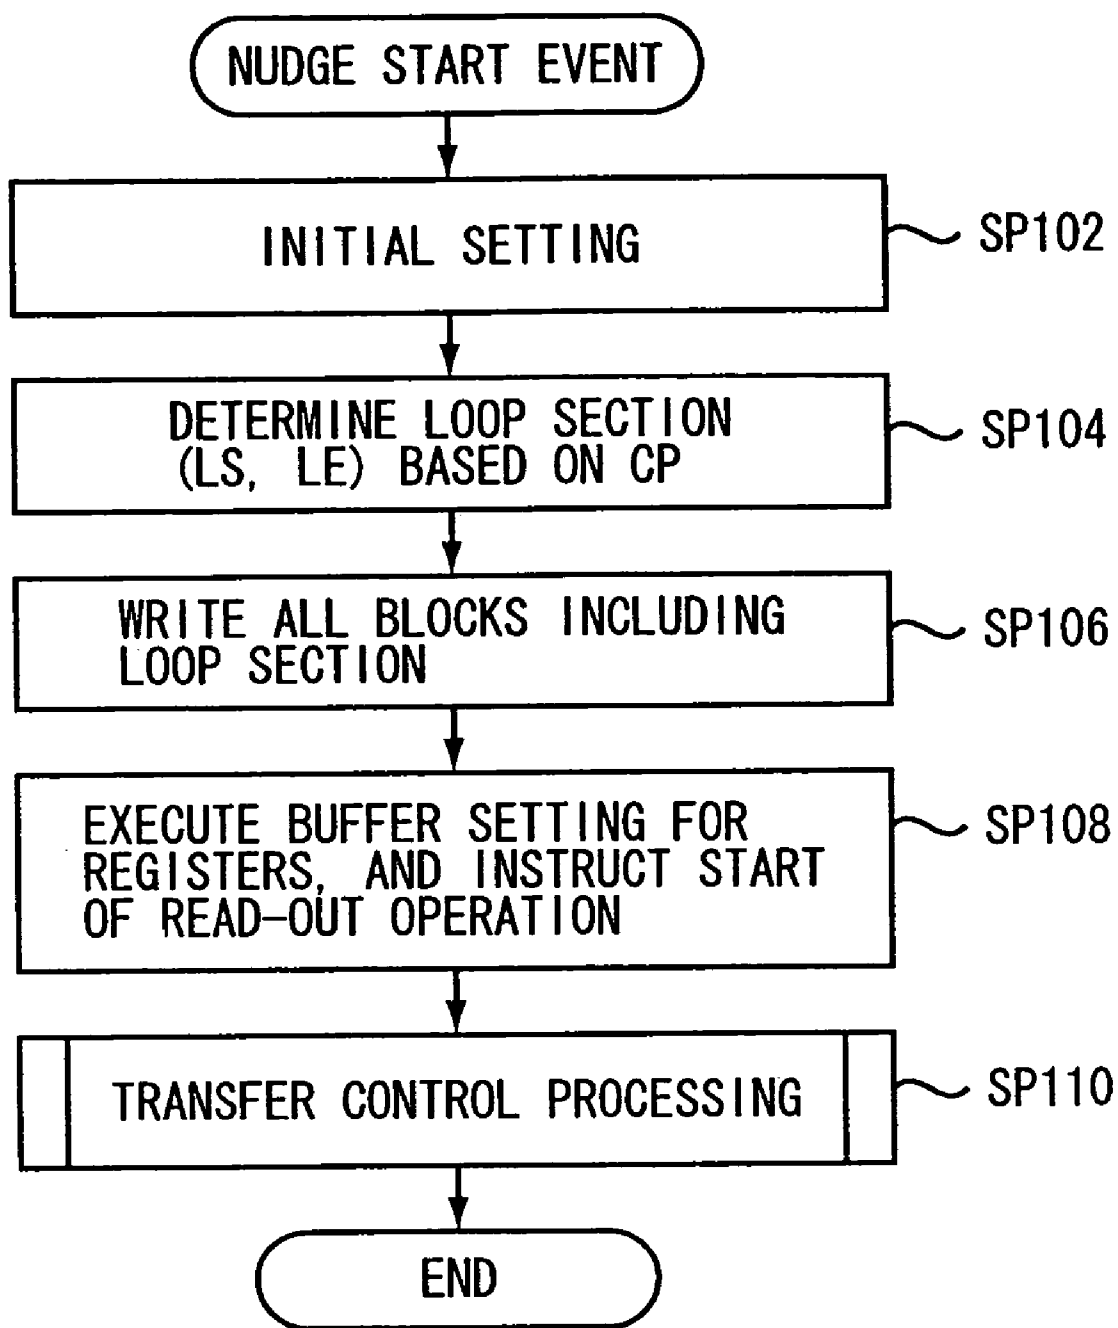 NUDGE START EVENT
INITIAL SETTING
SP102
DETERMINE LOOP SECTION
(LS, LE) BASED ON CP
SP104
WRITE ALL BLOCKS INCLUDING
LOOP SECTION
SP106
EXECUTE BUFFER SETTING FOR
REGISTERS, AND INSTRUCT START
OF READ-OUT OPERATION
SP108
TRANSFER CONTROL PROCESSING
SP110
END